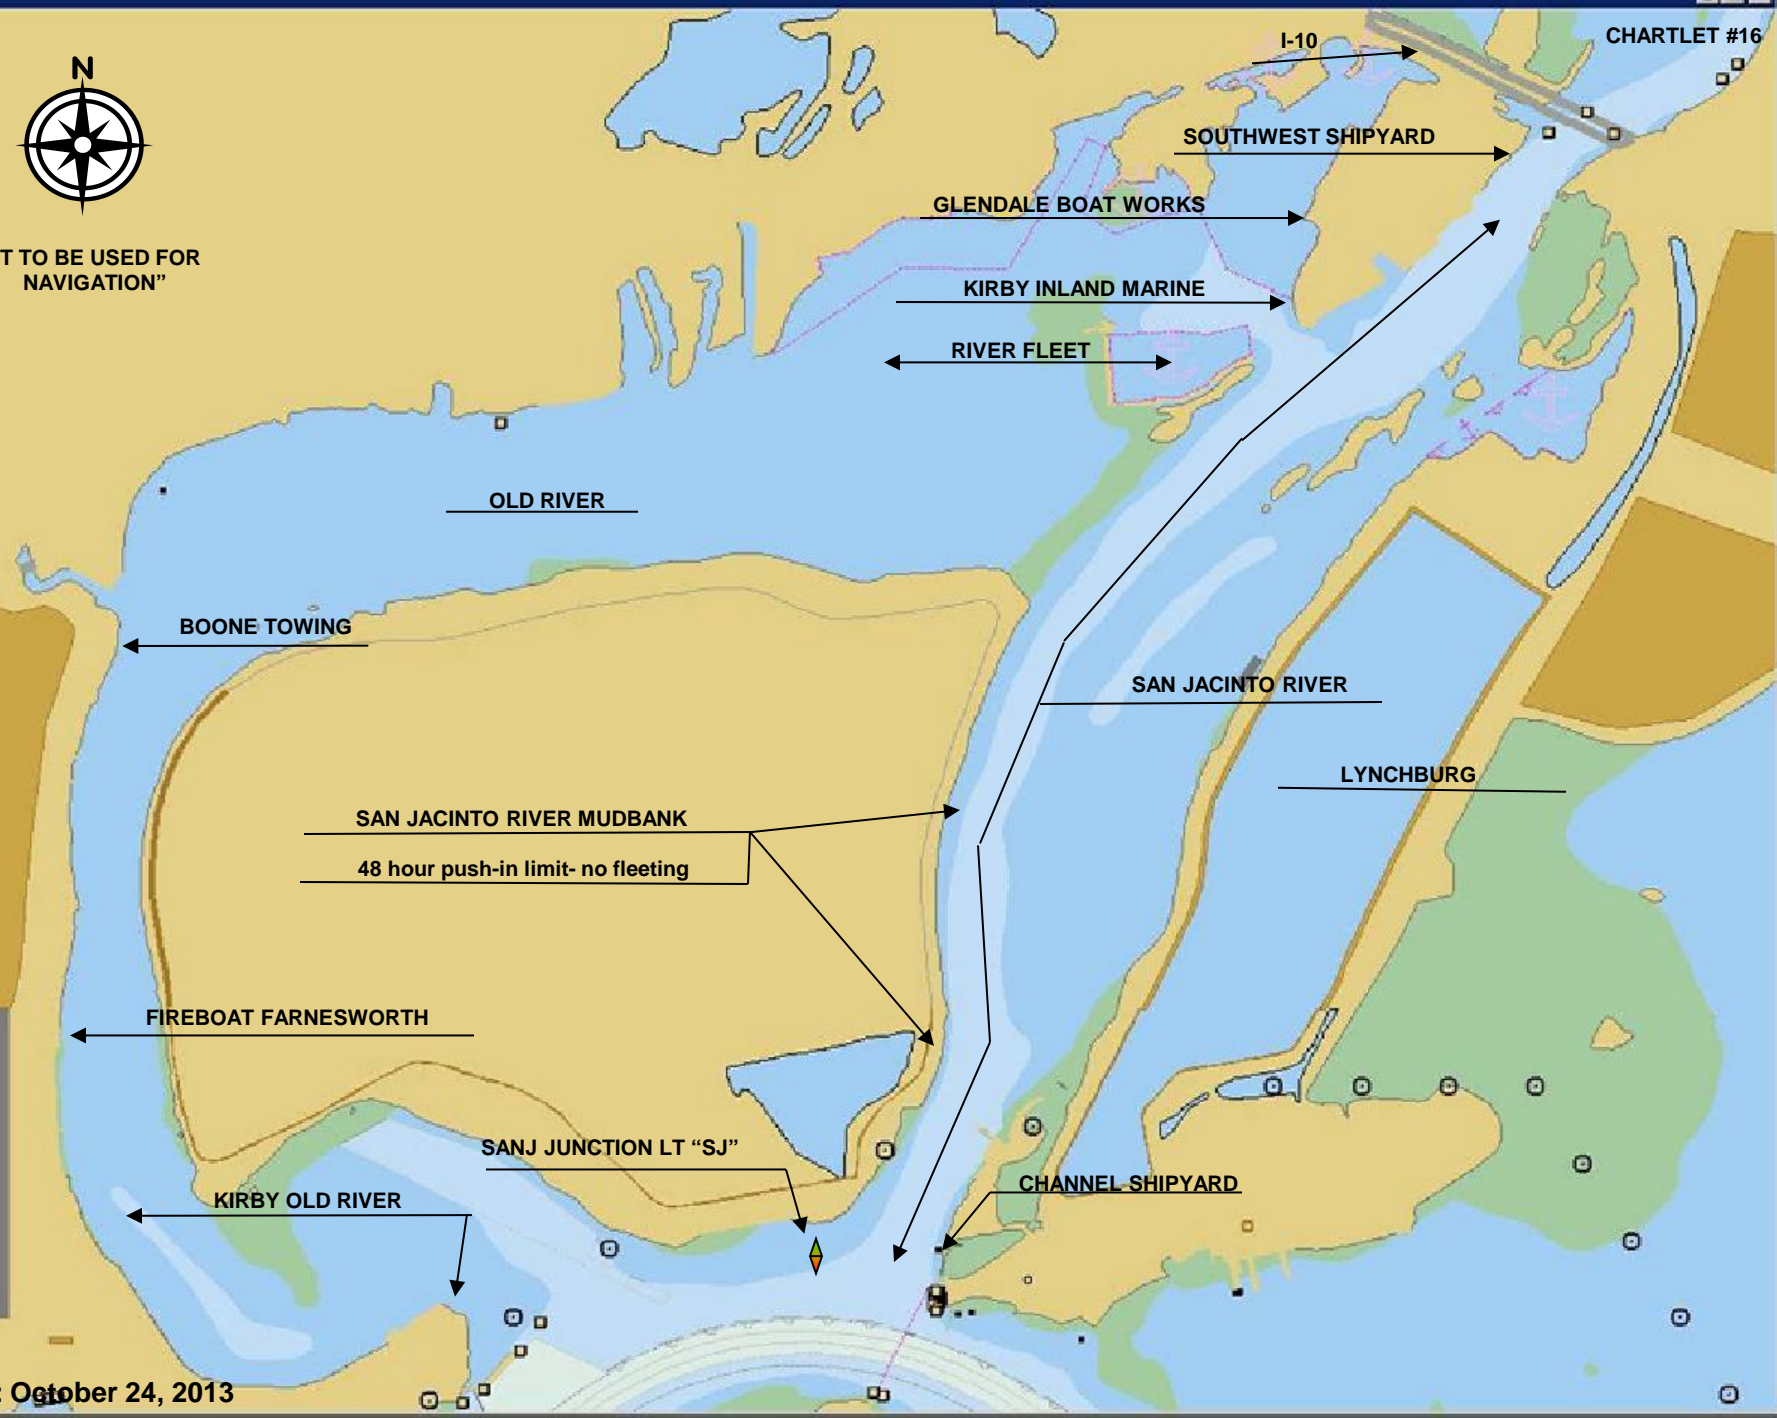 CHARTLET #16
I-10
N
SOUTHWEST SHIPYARD
GLENDALE BOAT WORKS
T TO BE USED FOR
NAVIGATION”
KIRBY INLAND MARINE
RIVER FLEET
OLD RIVER
BOONE TOWING
SAN JACINTO RIVER
LYNCHBURG
SAN JACINTO RIVER MUDBANK
48 hour push-in limit- no fleeting
FIREBOAT FARNESWORTH
SANJ JUNCTION LT “SJ”
CHANNEL SHIPYARD
KIRBY OLD RIVER
: October 24, 2013